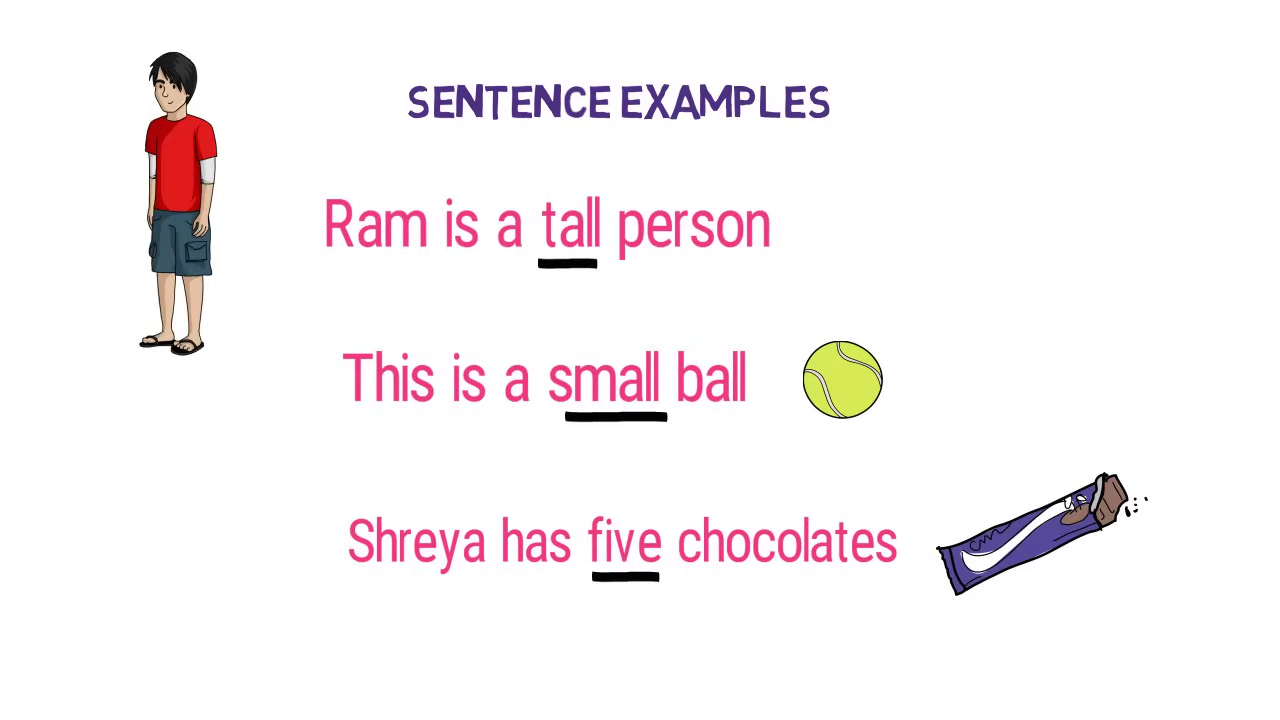 SENTENCE EXAMPLES
Ram is a tall person
This is a small ball
Shreya has five chocolates